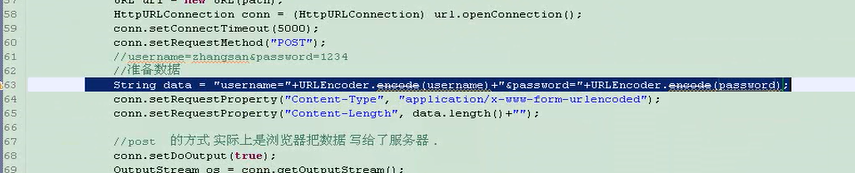 57 URL url = new URL(path);
58 HttpURLConnection conn = (HttpURLConnection) url.openConnection();
59 conn.setConnectTimeout(5000);
60 conn.setRequestMethod("POST");
61 //username=zhangsan&password=1234
62 //准备数据
63 String data = "username="+URLEncoder.encode(username)+"&password="+URLEncoder.encode(password);
64 conn.setRequestProperty("Content-Type", "application/x-www-form-urlencoded");
65 conn.setRequestProperty("Content-Length", data.length()+"");
66
67 //post 的方式 实际上是浏览器把数据 写给了服务器 .
68 conn.setDoOutput(true);
69 OutputStream os = conn.getOutputStream();